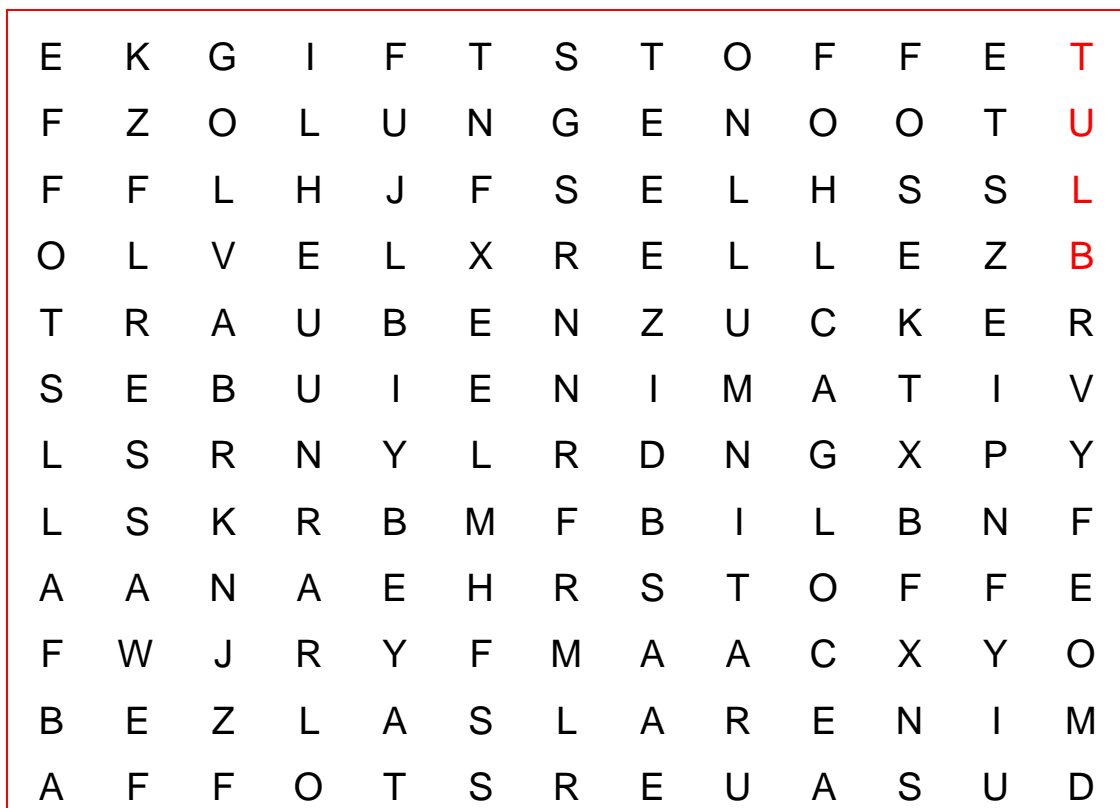 E K G I F T S T O F F E T
F Z O L U N G E N O O T U
F F L H J F S E L H S S L
O L V E L X R E L L E Z B
T R A U B E N Z U C K E R
S E B U I E N I M A T I V
L S R N Y L R D N G X P Y
L S K R B M F B I L B N F
A A N A E H R S T O F F E
F W J R Y F M A A C X Y O
B E Z L A S L A R E N I M
A F F O T S R E U A S U D